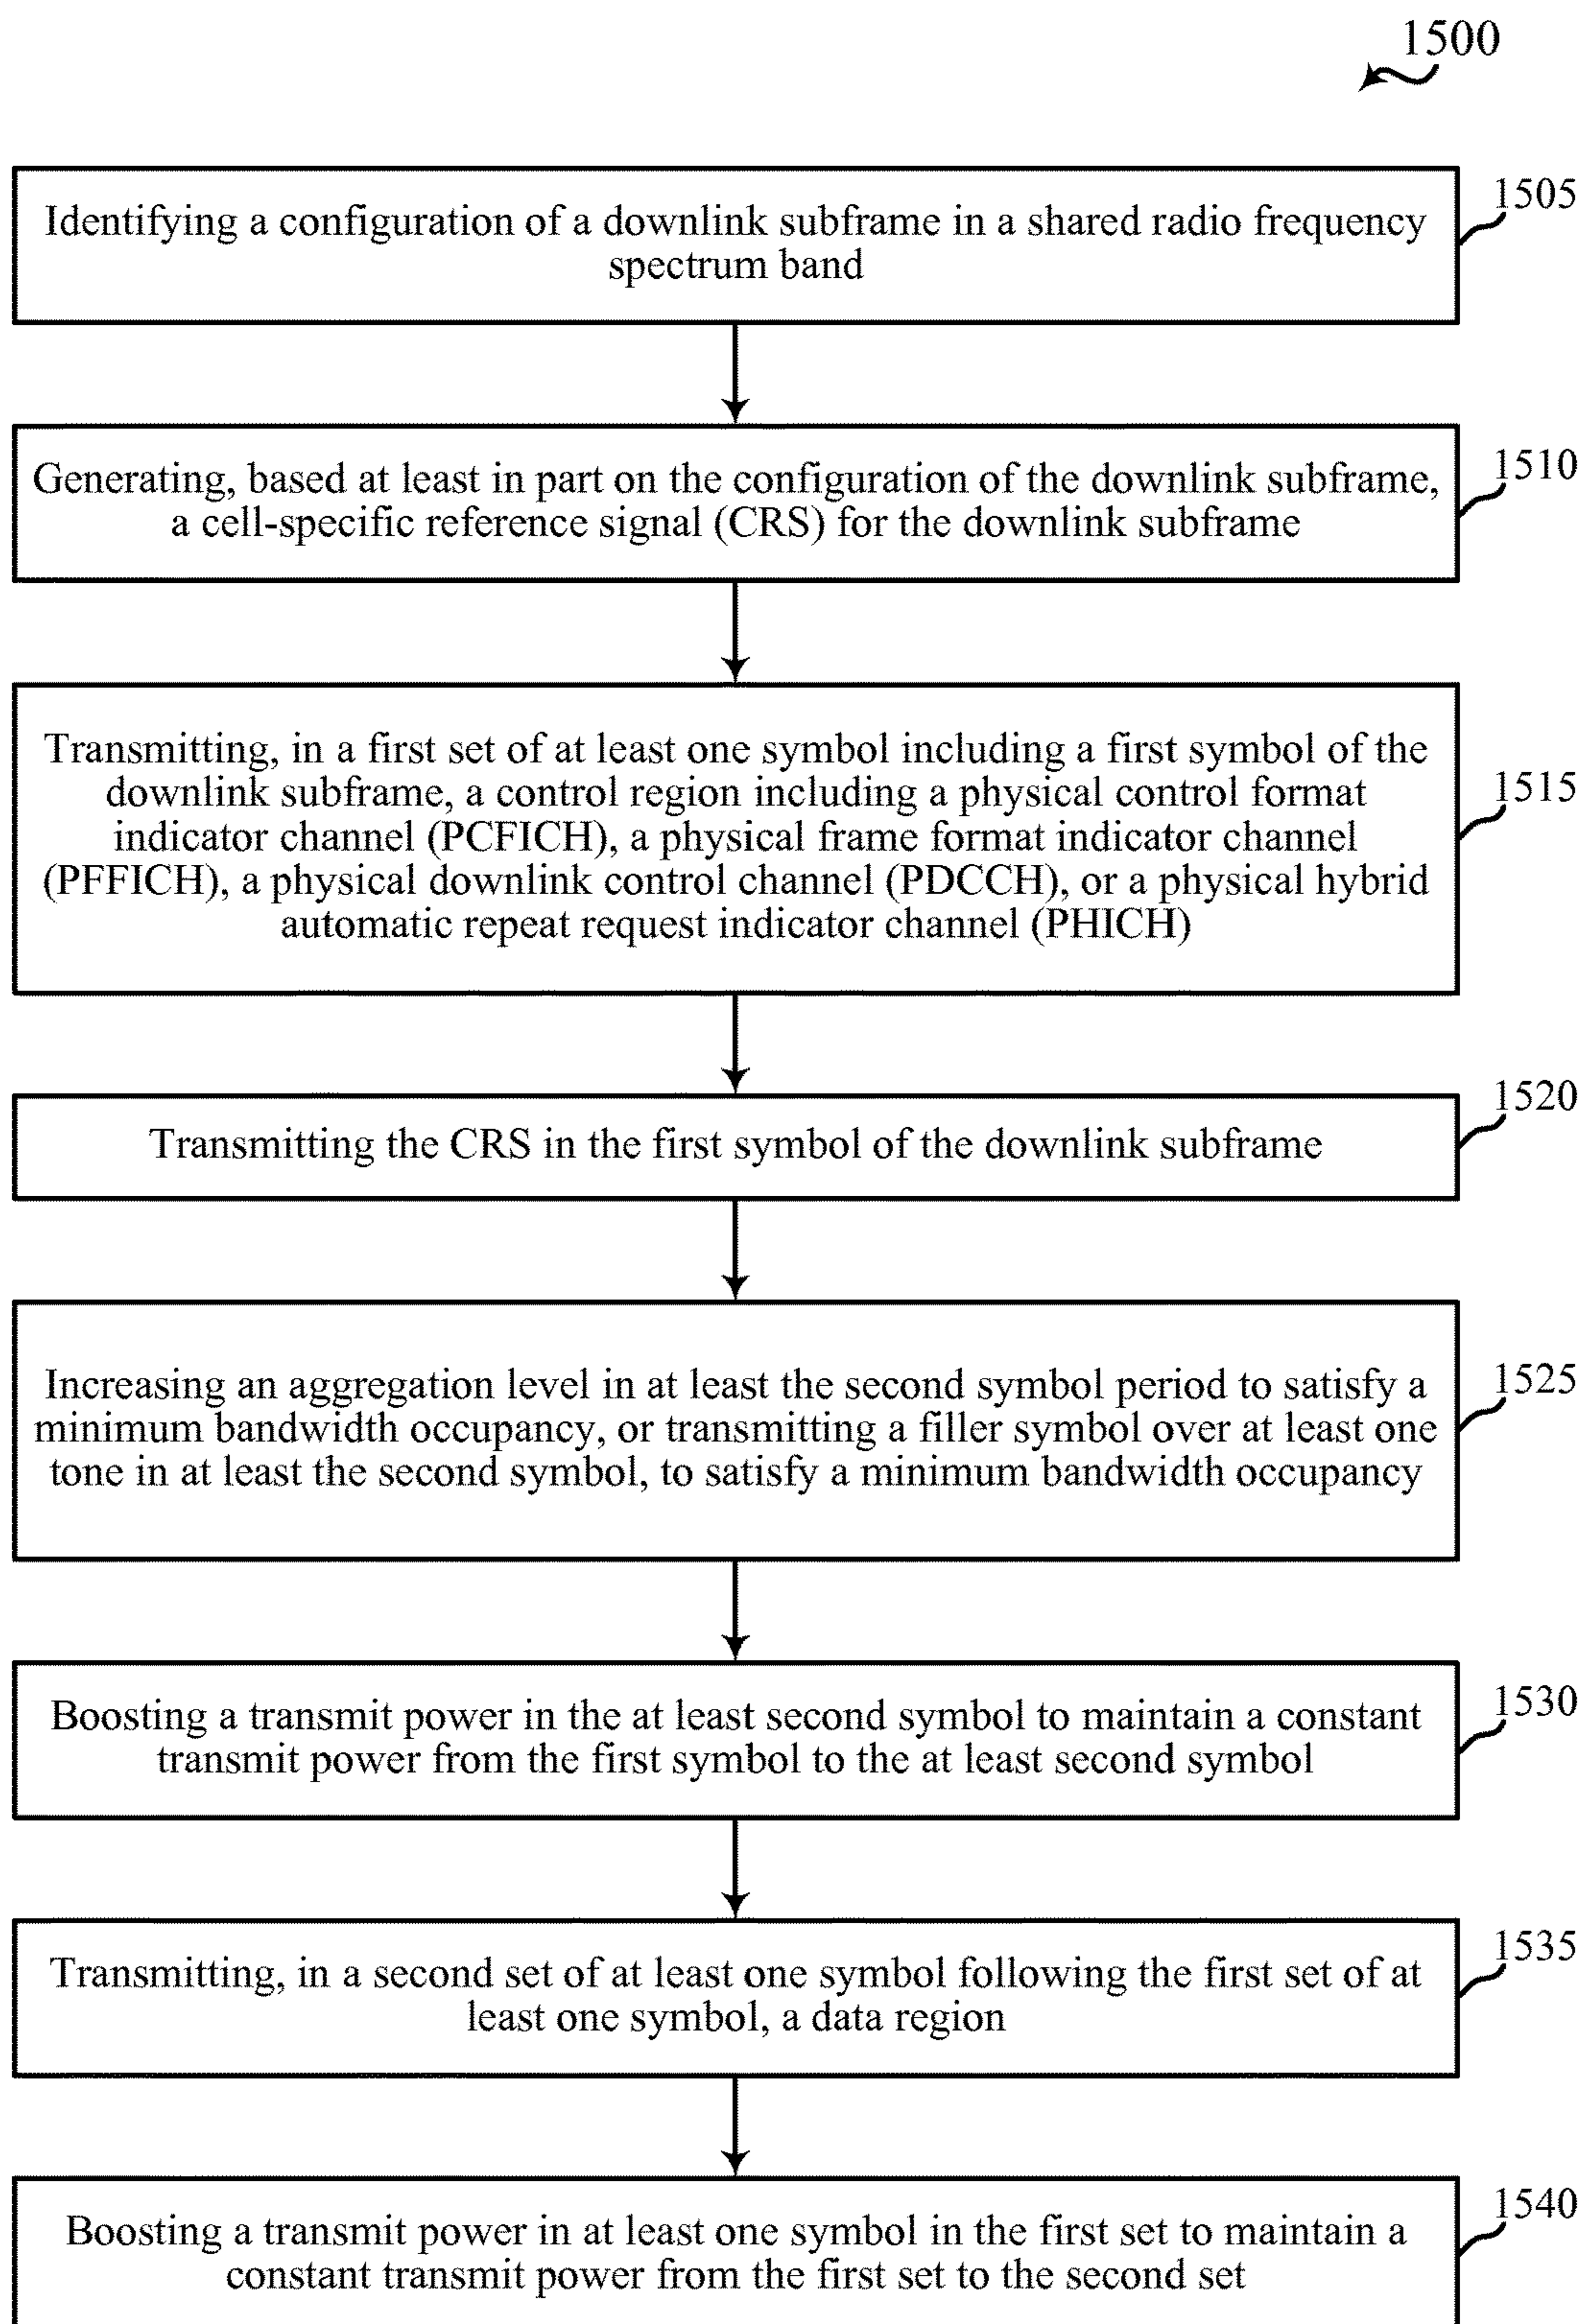 1500
Identifying a configuration of a downlink subframe in a shared radio frequency
spectrum band
1505
Generating, based at least in part on the configuration of the downlink subframe,
a cell-specific reference signal (CRS) for the downlink subframe
1510
Transmitting, in a first set of at least one symbol including a first symbol of the
downlink subframe, a control region including a physical control format
indicator channel (PCFICH), a physical frame format indicator channel
(PFFICH), a physical downlink control channel (PDCCH), or a physical hybrid
automatic repeat request indicator channel (PHICH)
1515
Transmitting the CRS in the first symbol of the downlink subframe
1520
Increasing an aggregation level in at least the second symbol period to satisfy a
minimum bandwidth occupancy, or transmitting a filler symbol over at least one
tone in at least the second symbol, to satisfy a minimum bandwidth occupancy
1525
Boosting a transmit power in the at least second symbol to maintain a constant
transmit power from the first symbol to the at least second symbol
1530
Transmitting, in a second set of at least one symbol following the first set of at
least one symbol, a data region
1535
Boosting a transmit power in at least one symbol in the first set to maintain a
constant transmit power from the first set to the second set
1540